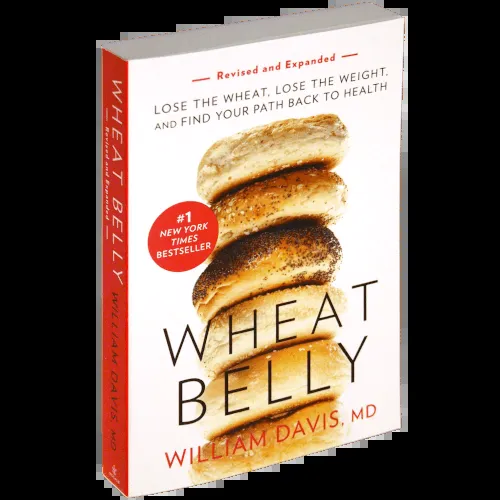 Revised and Expanded
LOSE THE WHEAT, LOSE THE WEIGHT,
AND FIND YOUR PATH BACK TO HEALTH
#1
NEW YORK
TIMES
BESTSELLER
WHEAT
BELLY
WILLIAM DAVIS, MD
WHEAT BELLY
Revised and Expanded
WILLIAM DAVIS, MD